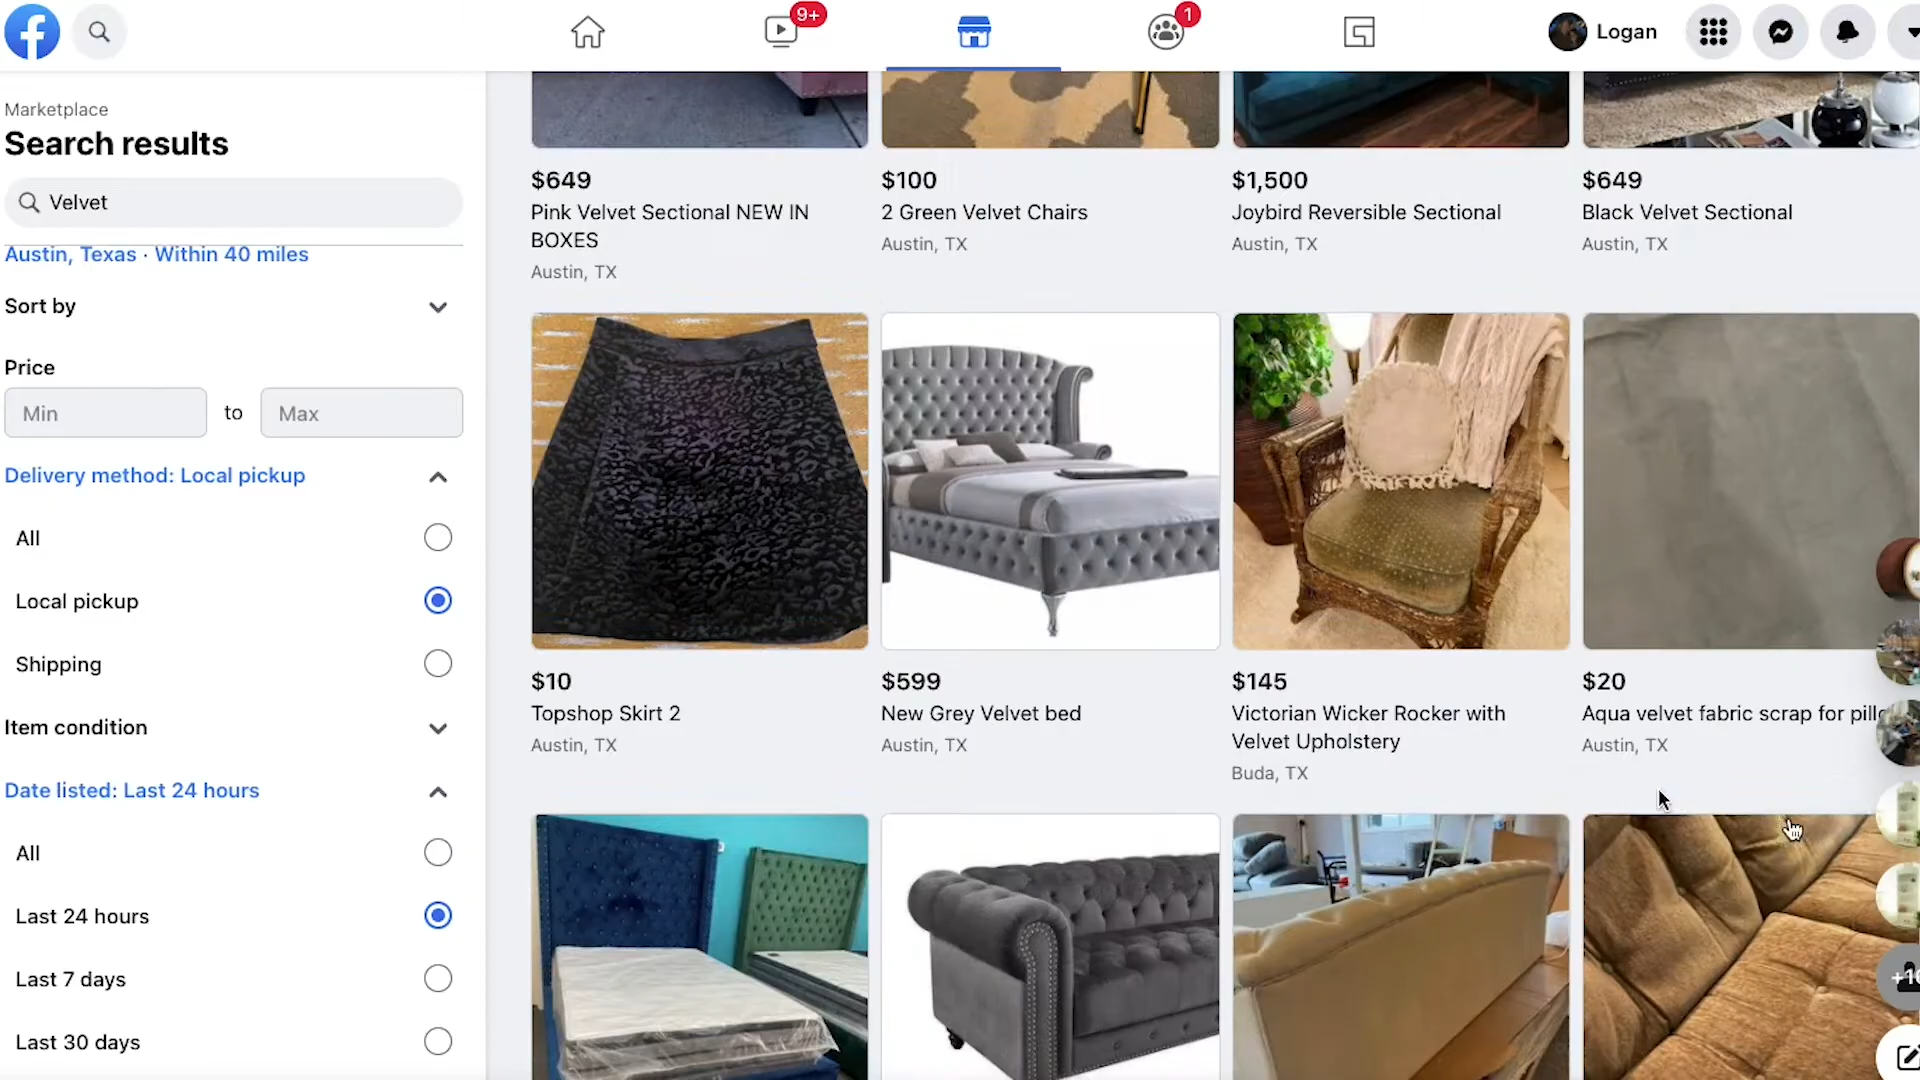 9+
1
Logan
Marketplace
Search results
Velvet
Austin, Texas · Within 40 miles
Sort by
Price
Min
to
Max
Delivery method: Local pickup
All
Local pickup
Shipping
Item condition
Date listed: Last 24 hours
All
Last 24 hours
Last 7 days
Last 30 days
$649
Pink Velvet Sectional NEW IN
BOXES
Austin, TX
$100
2 Green Velvet Chairs
Austin, TX
$1,500
Joybird Reversible Sectional
Austin, TX
$649
Black Velvet Sectional
Austin, TX
$10
Topshop Skirt 2
Austin, TX
$599
New Grey Velvet bed
Austin, TX
$145
Victorian Wicker Rocker with
Velvet Upholstery
Buda, TX
$20
Aqua velvet fabric scrap for
Austin, TX